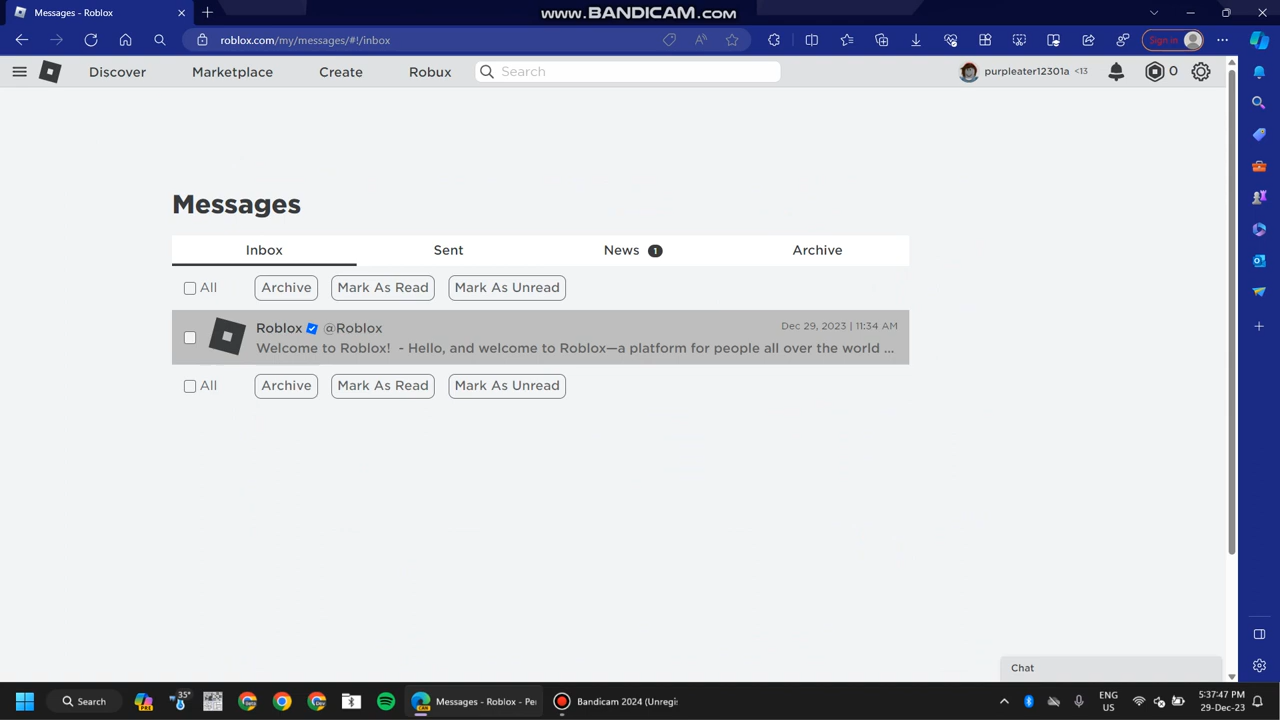 Messages - Roblox
www.BANDICAM.com
roblox.com/my/messages/#!/inbox
Sign in
Discover
Marketplace
Create
Robux
Search
purpleater12301a <13
0
Messages
Inbox
Sent
News 1
Archive
All
Archive
Mark As Read
Mark As Unread
Roblox @Roblox
Dec 29, 2023 | 11:34 AM
Welcome to Roblox! - Hello, and welcome to Roblox—a platform for people all over the world ...
All
Archive
Mark As Read
Mark As Unread
Chat
Search
PRE
35°
Beta
Dev
CAN
Messages - Roblox - Pe
Bandicam 2024 (Unregis
ENG
US
5:37:47 PM
29-Dec-23